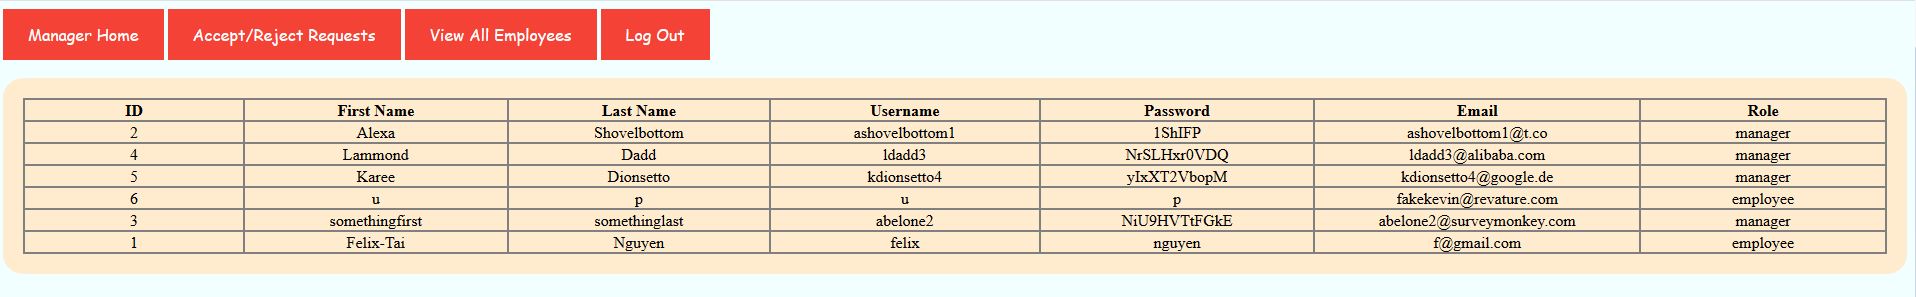 Manager Home Accept/Reject Requests View All Employees Log Out
ID First Name Last Name Username Password Email Role
2 Alexa Shovelbottom ashovelbottom1 1ShIFP ashovelbottom1@t.co manager
4 Lammond Dadd ldadd3 NrSLHxr0VDQ ldadd3@alibaba.com manager
5 Karee Dionsetto kdionsetto4 yIxXT2VbopM kdionsetto4@google.de manager
6 u p u p fakekevin@revature.com employee
3 somethingfirst somethinglast abelone2 NiU9HVTtFGkE abelone2@surveymonkey.com manager
1 Felix-Tai Nguyen felix nguyen f@gmail.com employee